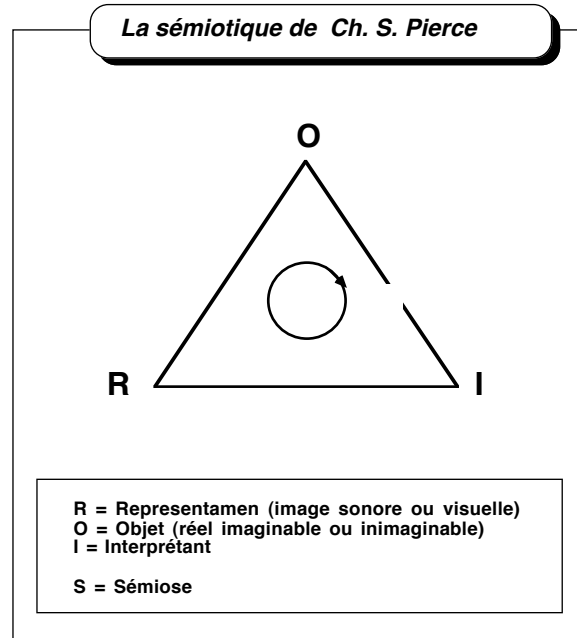 La sémiotique de Ch. S. Pierce
O
R
I
R = Representamen (image sonore ou visuelle)
O = Objet (réel imaginable ou inimaginable)
I = Interprétant
S = Sémiose